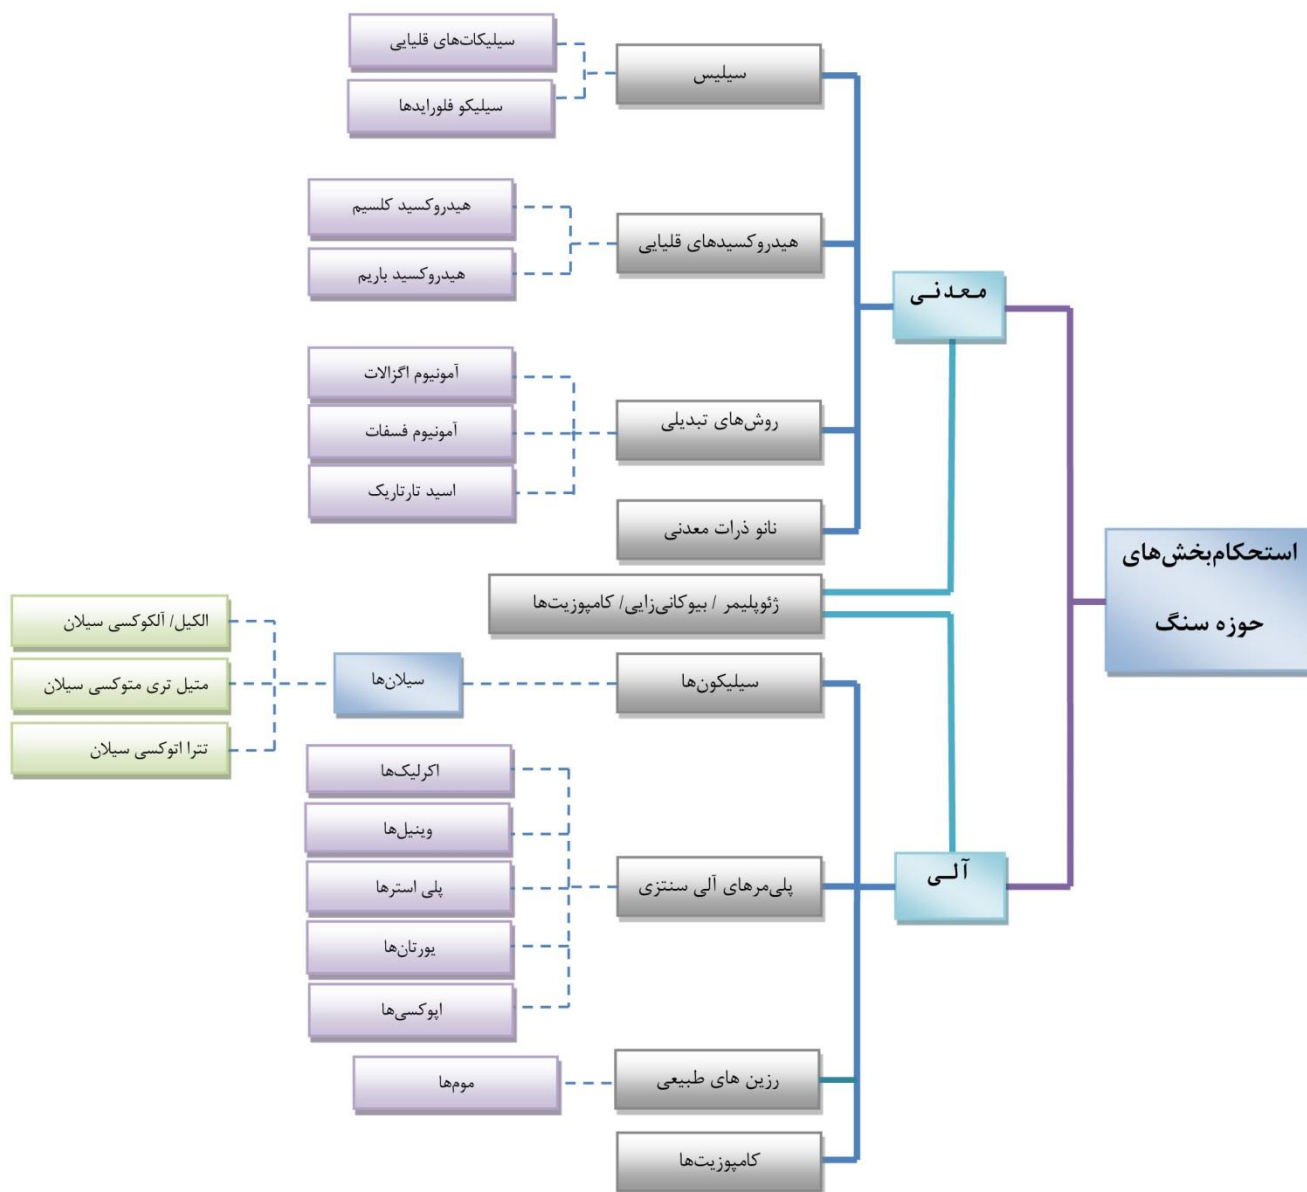 استحکام‌بخش‌های
حوزه سنگ
معدنی
سیلیس
سیلیکات‌های قلیایی
سیلیکو فلورایدها
هیدروکسیدهای قلیایی
هیدروکسید کلسیم
هیدروکسید باریم
روش‌های تبدیلی
آمونیوم اگزالات
آمونیوم فسفات
اسید تارتاریک
نانو ذرات معدنی
ژئوپلیمر / بیوکانی‌زایی/ کامپوزیت‌ها
آلی
سیلیکون‌ها
سیلان‌ها
الکیل/ آلکوکسی سیلان
متیل تری متوکسی سیلان
تترا اتوکسی سیلان
پلی‌مرهای آلی سنتزی
اکرلیک‌ها
وینیل‌ها
پلی استرها
یورتان‌ها
اپوکسی‌ها
رزین های طبیعی
موم‌ها
کامپوزیت‌ها